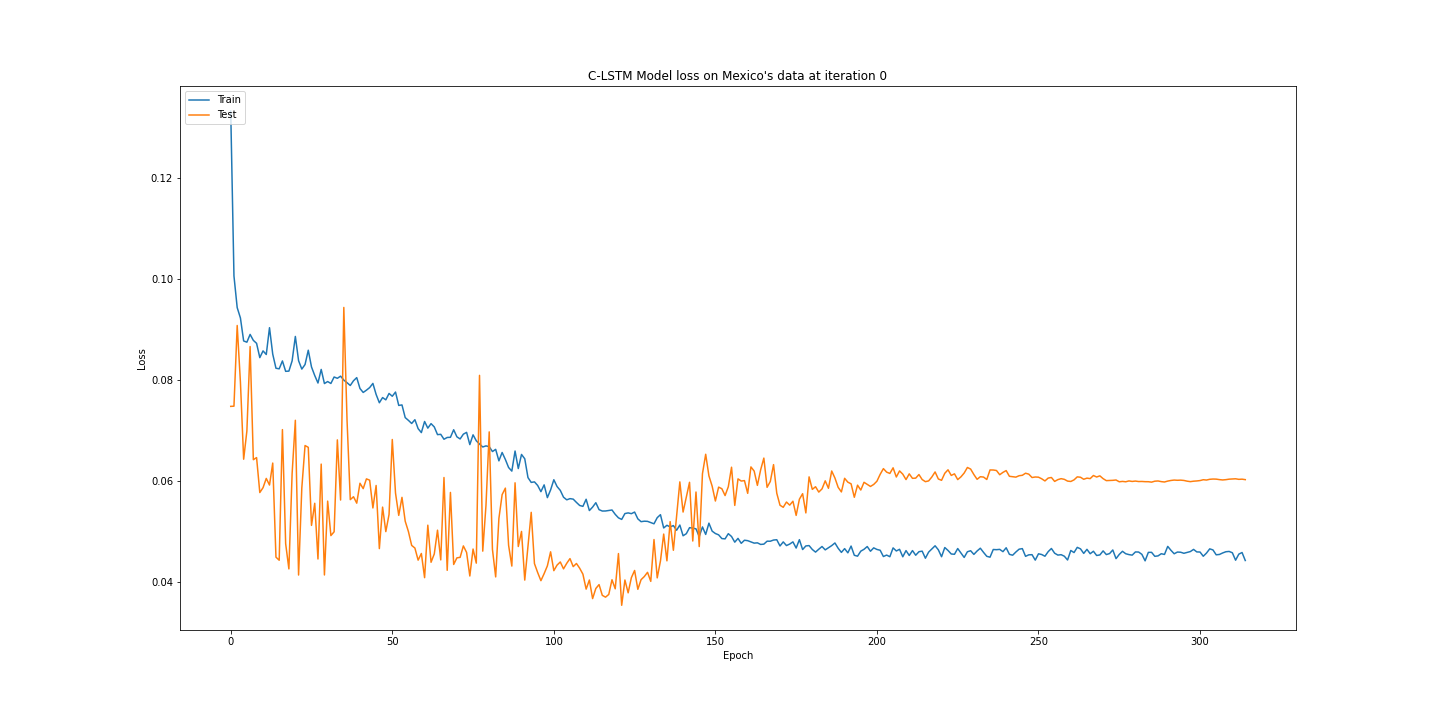 C-LSTM Model loss on Mexico's data at iteration 0
Train
Test
0.12
0.10
0.08
0.06
0.04
Loss
0 50 100 150 200 250 300
Epoch